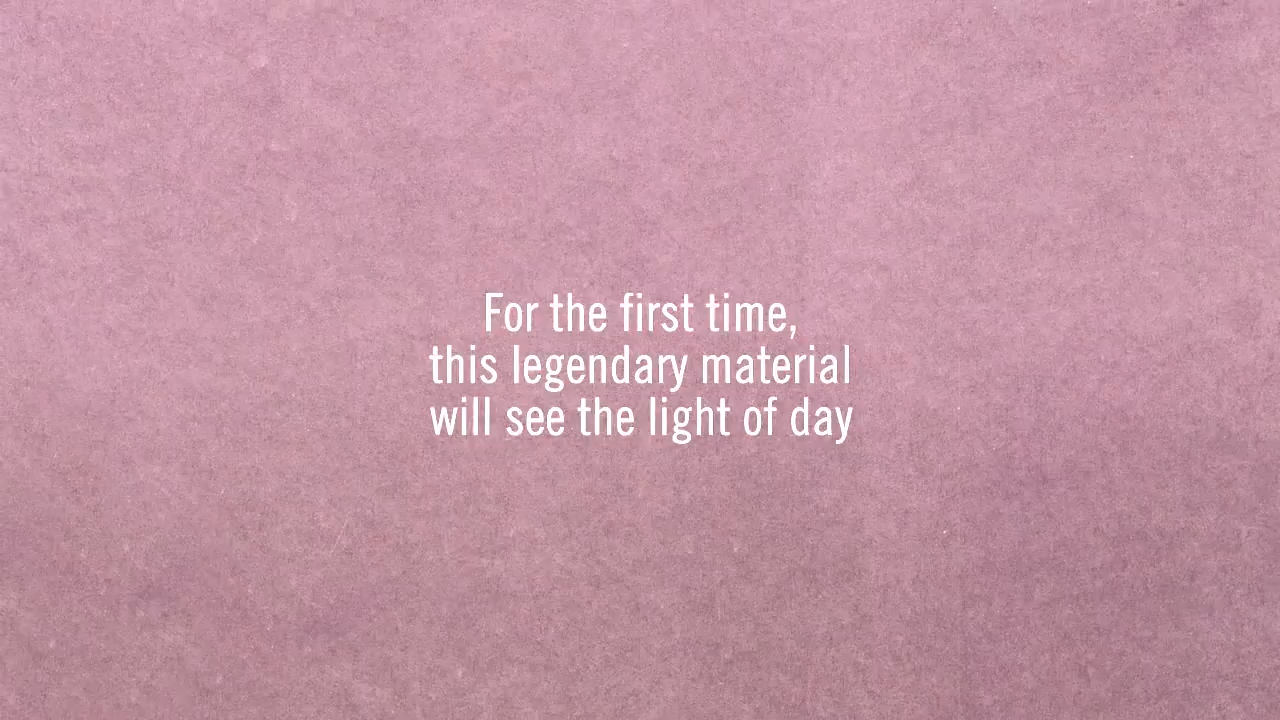 For the first time,
this legendary material
will see the light of day